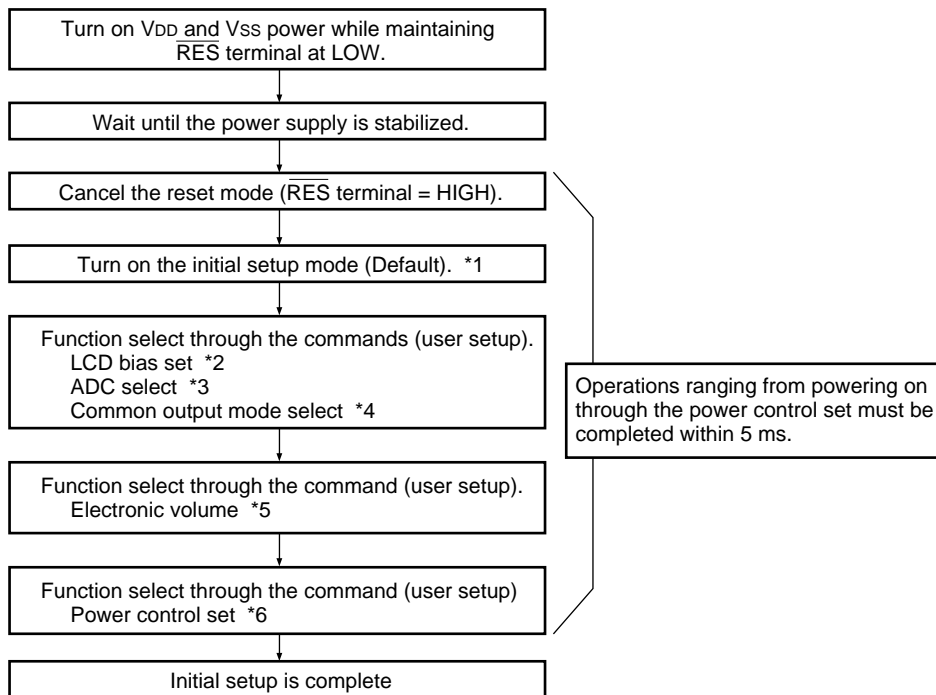 Turn on VDD and VSS power while maintaining
RES terminal at LOW.
Wait until the power supply is stabilized.
Cancel the reset mode (RES terminal = HIGH).
Turn on the initial setup mode (Default). *1
Function select through the commands (user setup).
LCD bias set *2
ADC select *3
Common output mode select *4
Operations ranging from powering on
through the power control set must be
completed within 5 ms.
Function select through the command (user setup).
Electronic volume *5
Function select through the command (user setup)
Power control set *6
Initial setup is complete